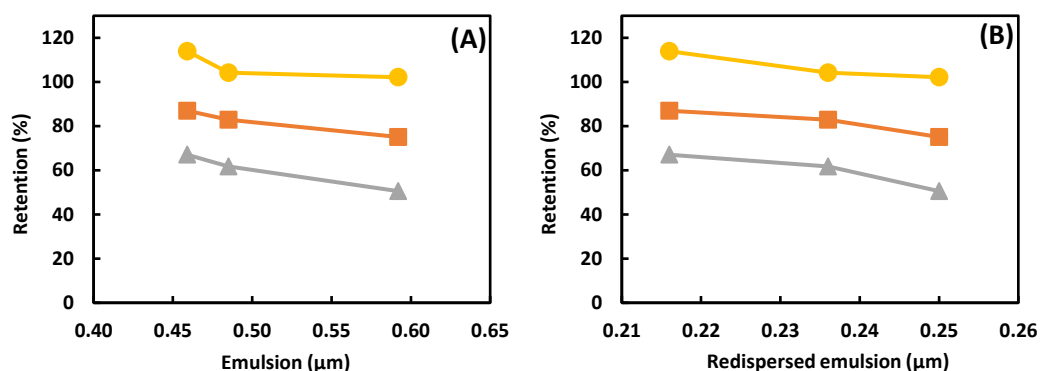 (A)
Retention (%)
120
100
80
60
40
20
0
0.40 0.45 0.50 0.55 0.60 0.65
Emulsion (µm)
(B)
Retention (%)
120
100
80
60
40
20
0
0.21 0.22 0.23 0.24 0.25 0.26
Redispersed emulsion (µm)